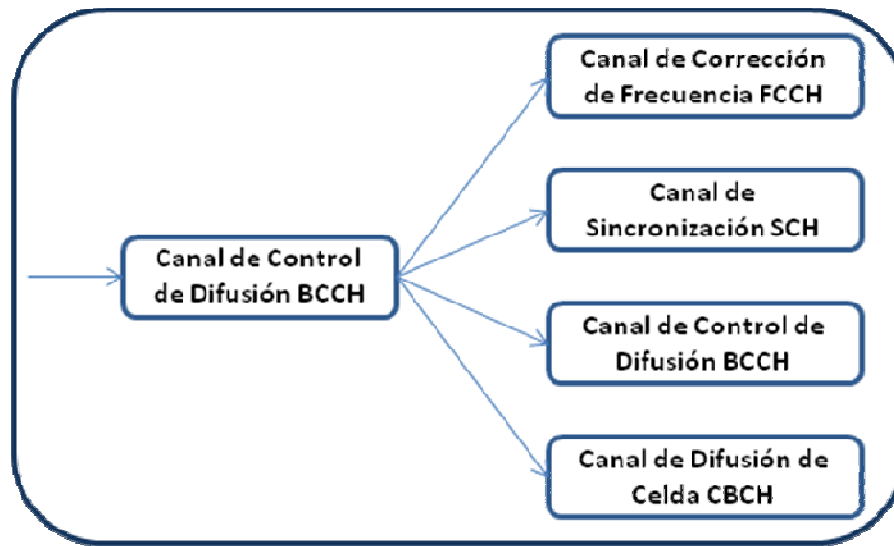 Canal de Corrección
de Frecuencia FCCH
Canal de
Sincronización SCH
Canal de Control
de Difusión BCCH
Canal de Control de
Difusión BCCH
Canal de Difusión de
Celda CBCH